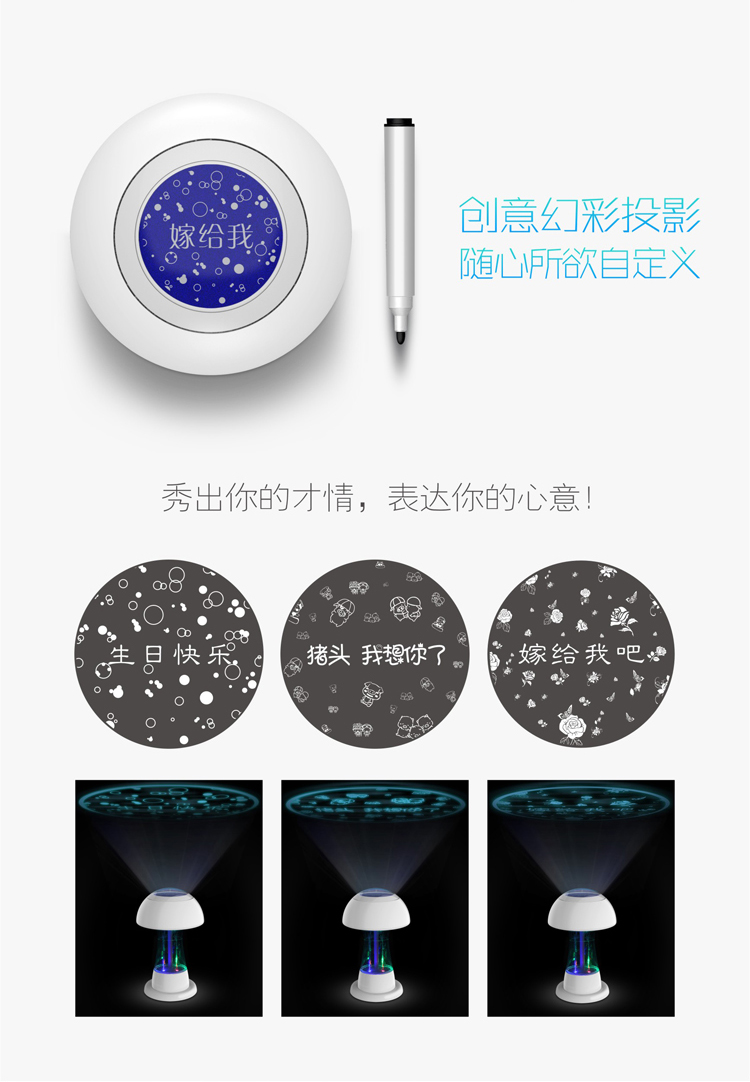 嫁给我
创意幻彩投影
随心所欲自定义
秀出你的才情，表达你的心意！
生日快乐
猪头 我想你了
嫁给我吧